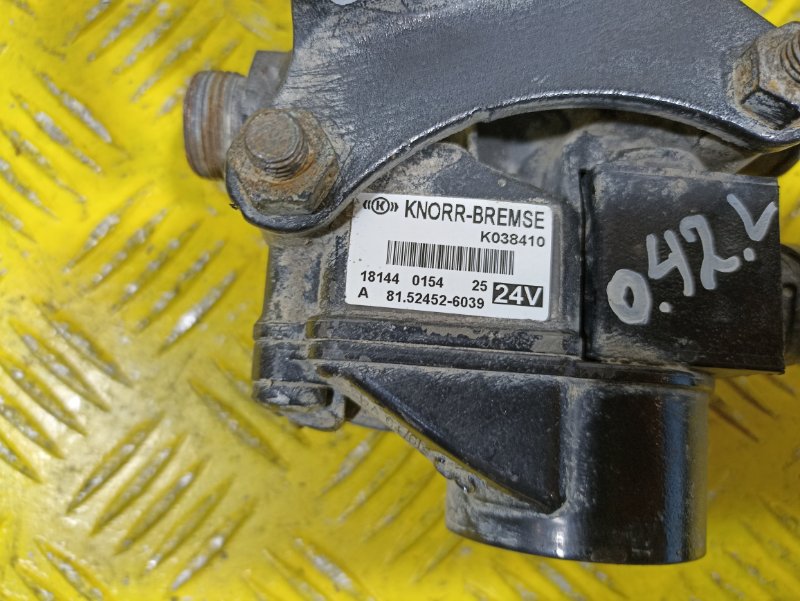 «K» KNORR-BREMSE
K038410
18144 0154 25
A 81.52452-6039 24V
0.42.V